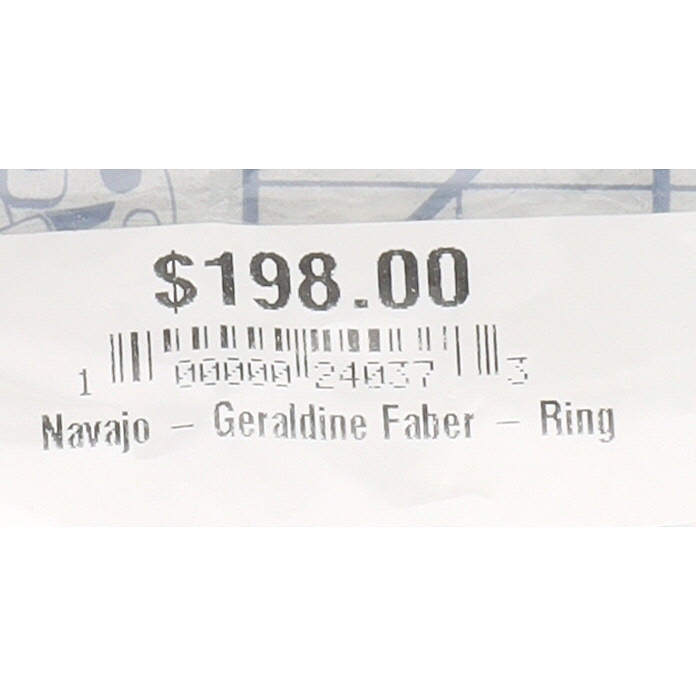 $198.00
1 00000 24037 3
Navajo – Geraldine Faber – Ring